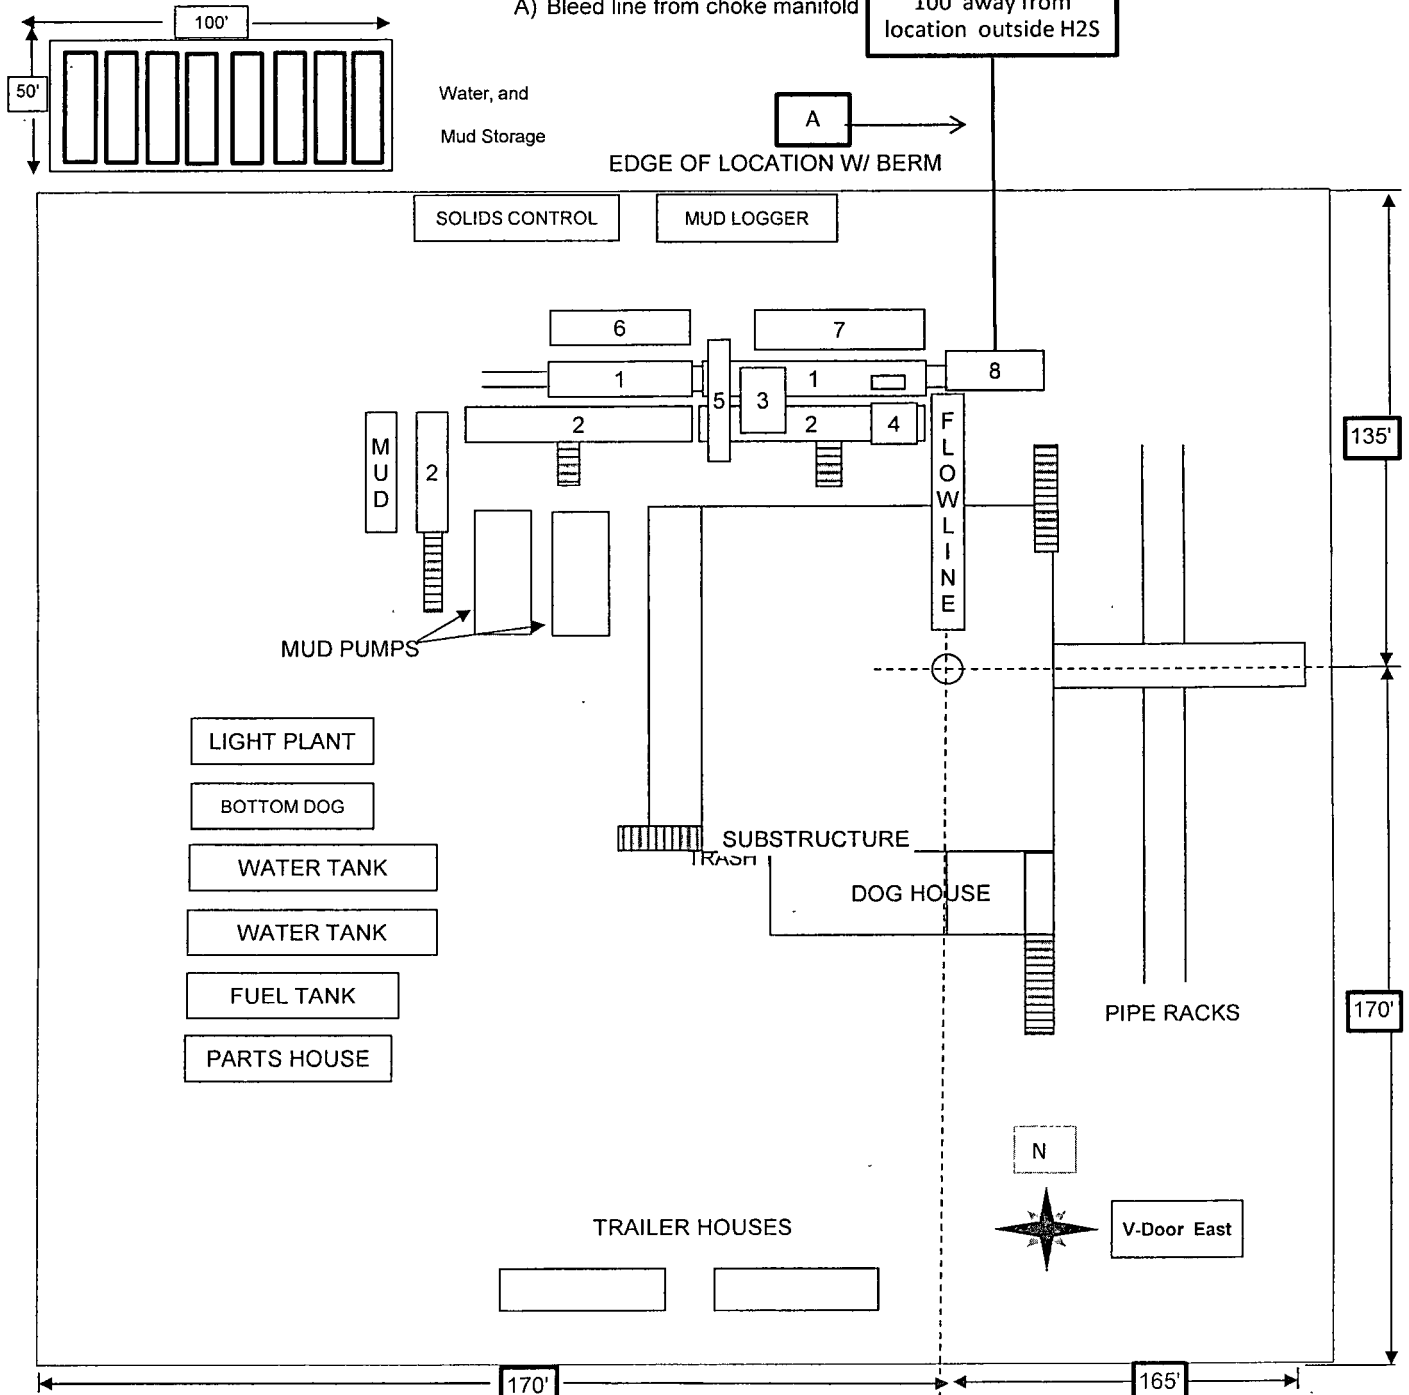 A) Bleed line from choke manifold
100' away from
location outside H2S
100'
50'
Water, and
Mud Storage
A
EDGE OF LOCATION W/ BERM
SOLIDS CONTROL
MUD LOGGER
6
7
8
1
1
5
3
2
2
4
MUD
2
FLOWLINE
135'
MUD PUMPS
LIGHT PLANT
BOTTOM DOG
SUBSTRUCTURE
TRASH
WATER TANK
DOG HOUSE
WATER TANK
FUEL TANK
PIPE RACKS
170'
PARTS HOUSE
N
TRAILER HOUSES
V-Door East
170'
165'